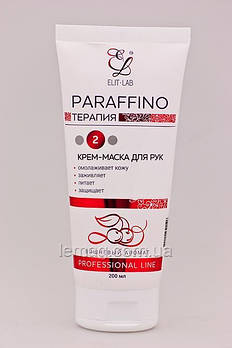 EL
ELIT-LAB
PARAFFINO
ТЕРАПИЯ
2
КРЕМ-МАСКА ДЛЯ РУК
• омолаживает кожу
• заживляет
• питает
• защищает
PROFESSIONAL LINE
200 мл